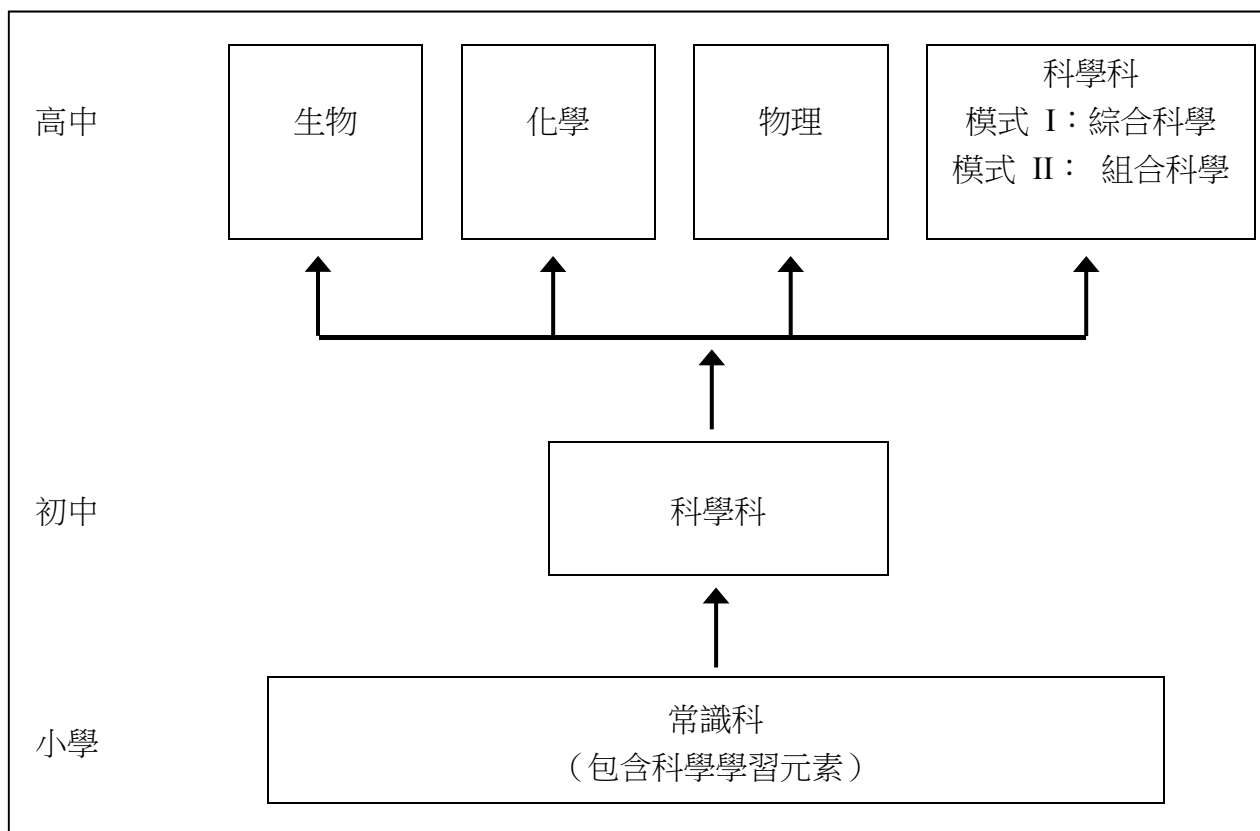 高中
生物
化學
物理
科學科
模式 I：綜合科學
模式 II： 組合科學
初中
科學科
小學
常識科
（包含科學學習元素）